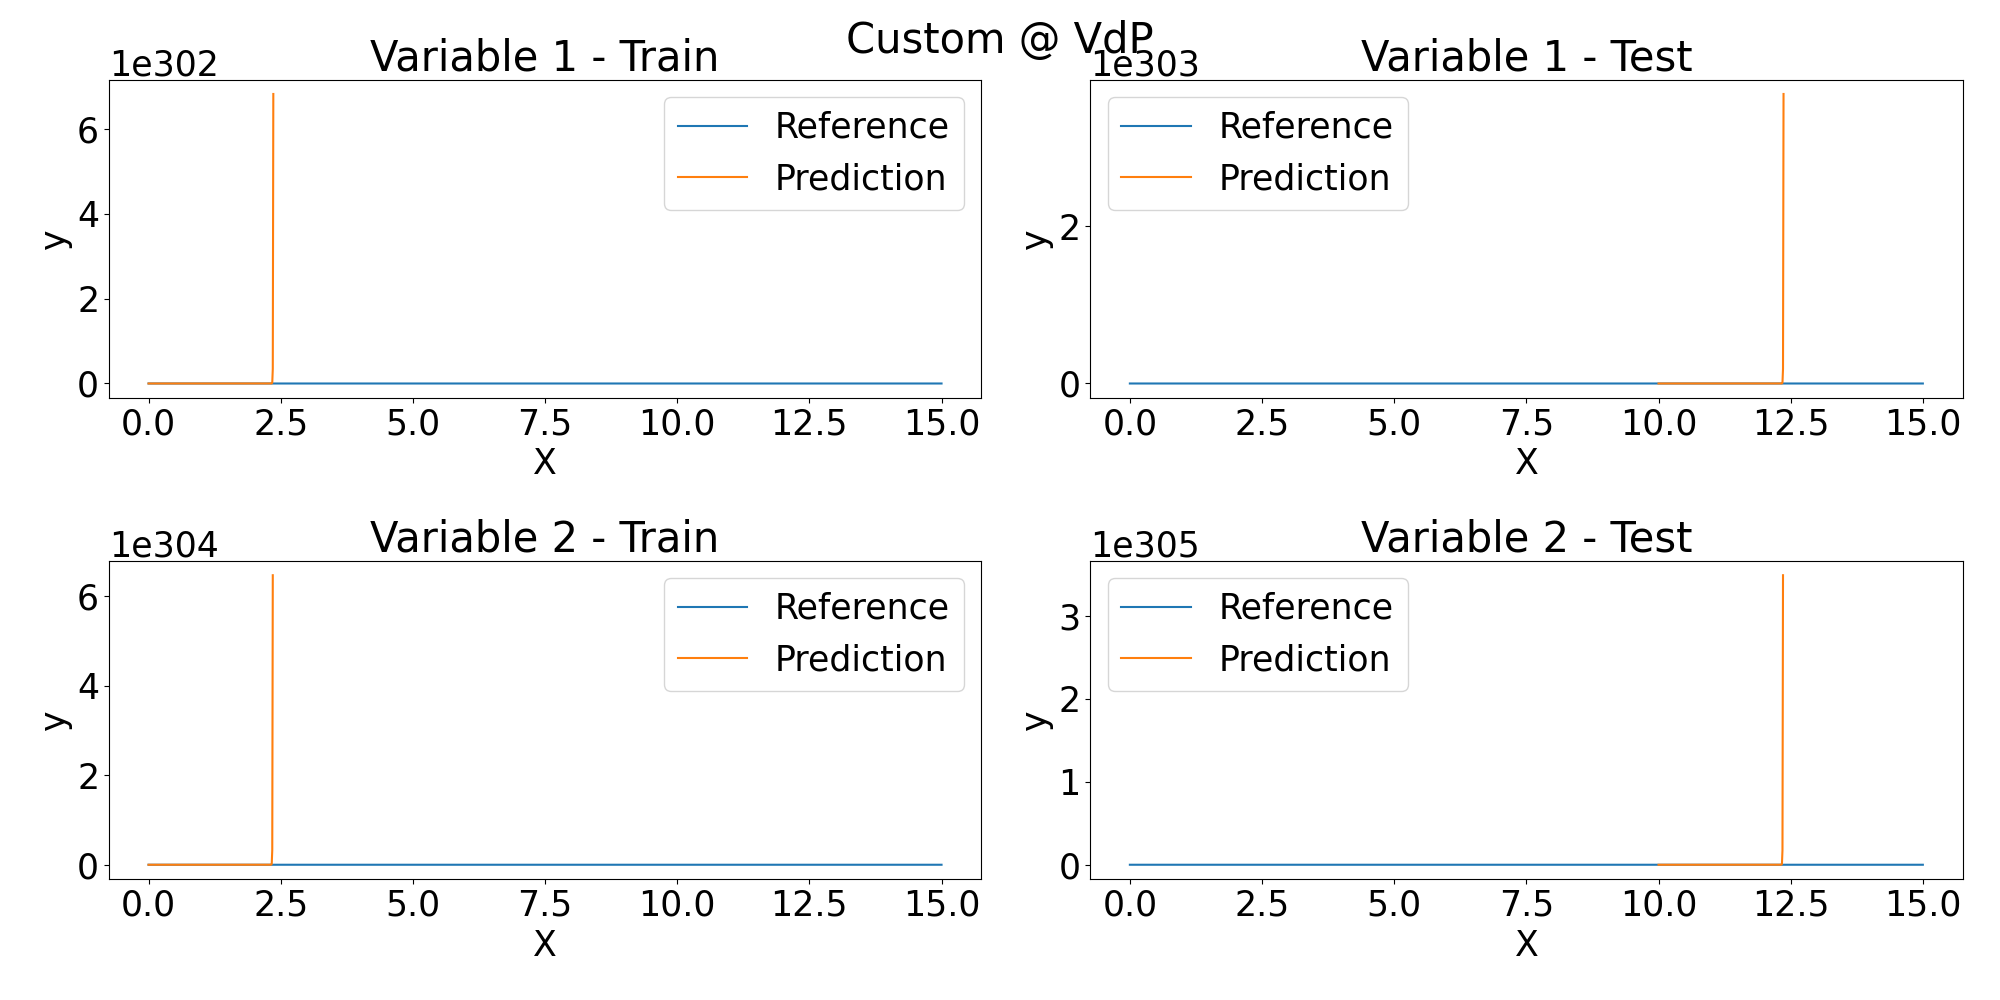 Custom @ VdP
Variable 1 - Train
1e302
6
4
2
0
y
0.0 2.5 5.0 7.5 10.0 12.5 15.0
X
Reference
Prediction
Variable 1 - Test
1e303
2
0
y
0.0 2.5 5.0 7.5 10.0 12.5 15.0
X
Reference
Prediction
Variable 2 - Train
1e304
6
4
2
0
y
0.0 2.5 5.0 7.5 10.0 12.5 15.0
X
Reference
Prediction
Variable 2 - Test
1e305
3
2
1
0
y
0.0 2.5 5.0 7.5 10.0 12.5 15.0
X
Reference
Prediction